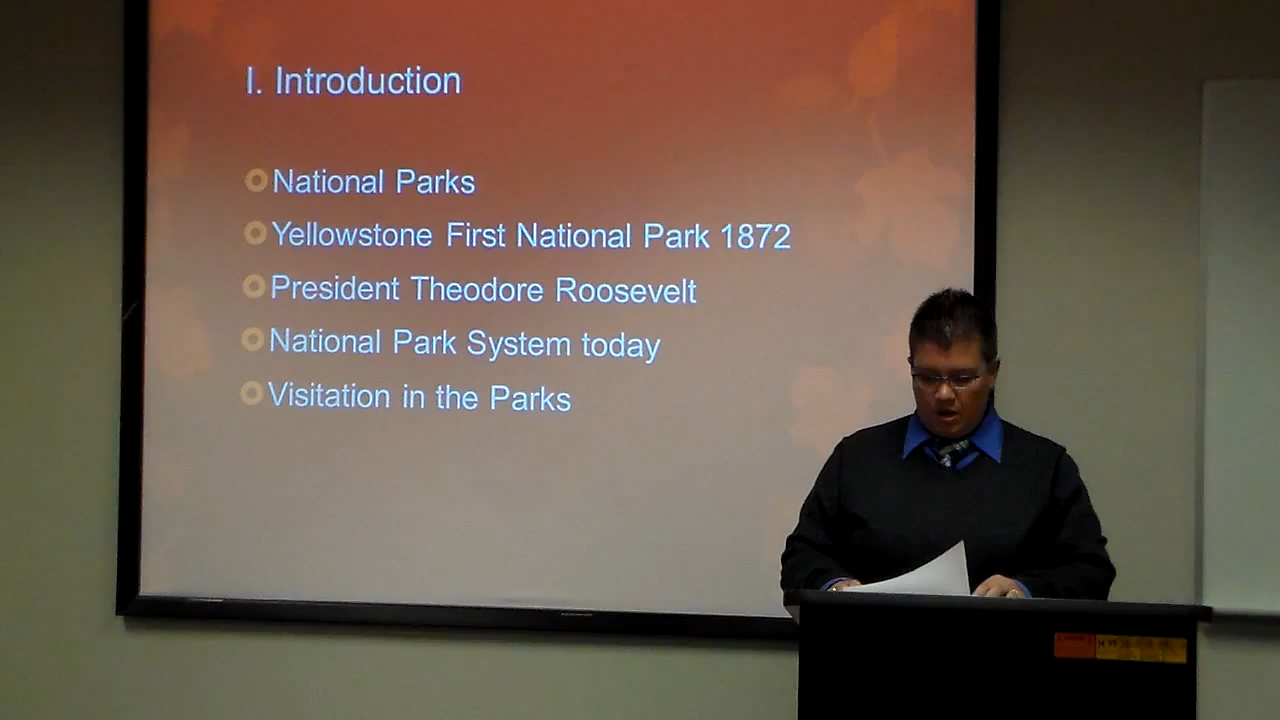 I. Introduction
National Parks
Yellowstone First National Park 1872
President Theodore Roosevelt
National Park System today
Visitation in the Parks